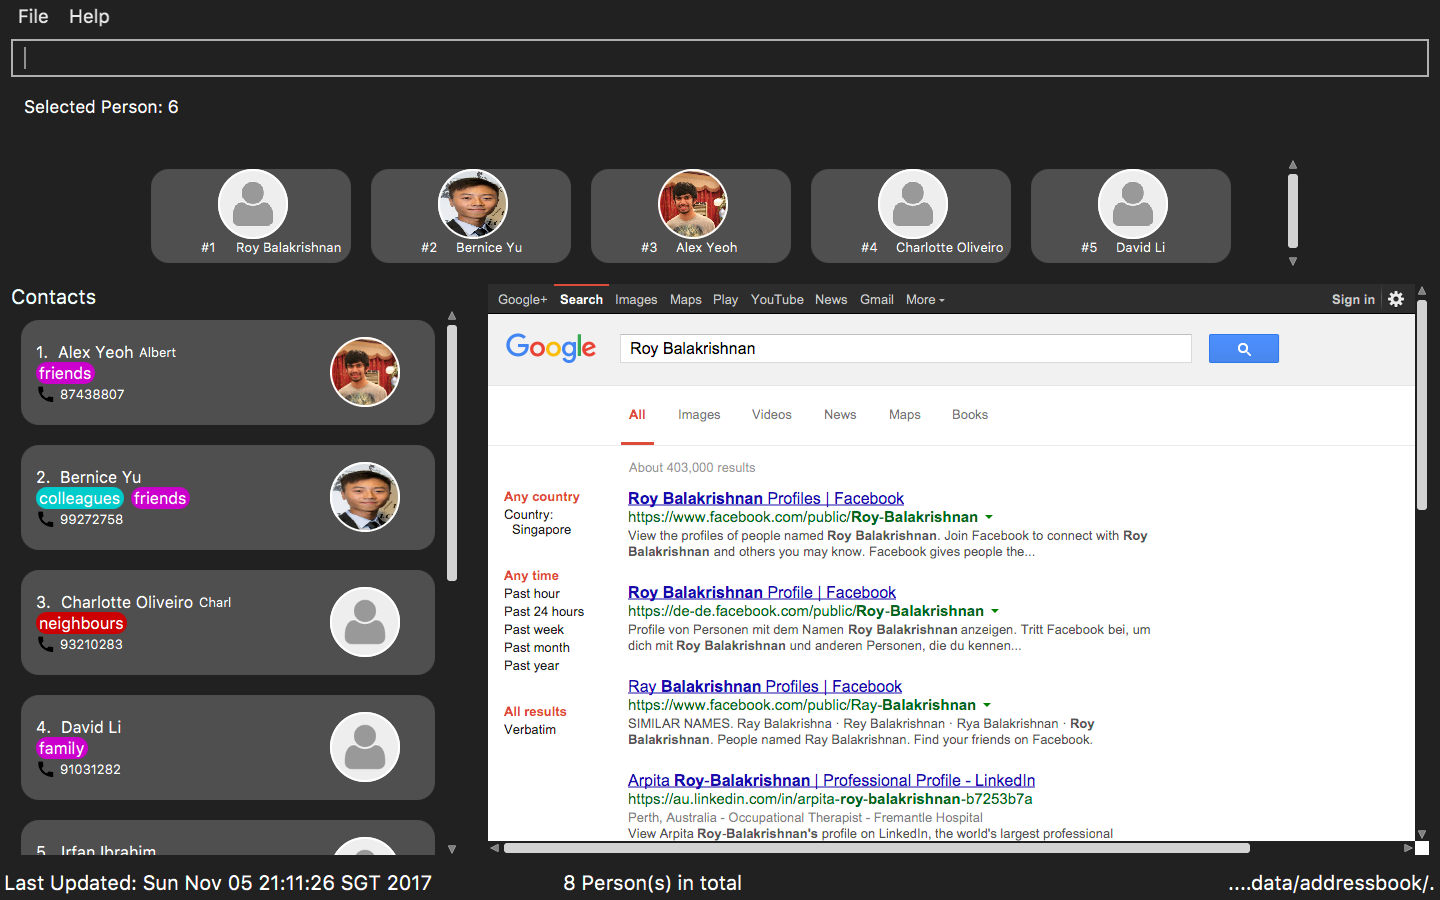 File Help
Selected Person: 6
#1 Roy Balakrishnan
#2 Bernice Yu
#3 Alex Yeoh
#4 Charlotte Oliveiro
#5 David Li
Contacts
1. Alex Yeoh Albert
friends
87438807
2. Bernice Yu
colleagues friends
99272758
3. Charlotte Oliveiro Charl
neighbours
93210283
4. David Li
family
91031282
5. Irfan Ibrahim
Google+ Search Images Maps Play YouTube News Gmail More Sign in
Google Roy Balakrishnan
All Images Videos News Maps Books
About 403,000 results
Any country
Country:
Singapore
Any time
Past hour
Past 24 hours
Past week
Past month
Past year
All results
Verbatim
Roy Balakrishnan Profiles | Facebook
https://www.facebook.com/public/Roy-Balakrishnan
View the profiles of people named Roy Balakrishnan. Join Facebook to connect with Roy
Balakrishnan and others you may know. Facebook gives people the...
Roy Balakrishnan Profile | Facebook
https://de-de.facebook.com/public/Roy-Balakrishnan
Profile von Personen mit dem Namen Roy Balakrishnan anzeigen. Tritt Facebook bei, um
dich mit Roy Balakrishnan und anderen Personen, die du kennen...
Ray Balakrishnan Profiles | Facebook
https://www.facebook.com/public/Ray-Balakrishnan
SIMILAR NAMES. Ray Balakrishna · Rey Balakrishnan · Rya Balakrishnan · Roy
Balakrishnan. People named Ray Balakrishnan. Find your friends on Facebook.
Arpita Roy-Balakrishnan | Professional Profile - LinkedIn
https://au.linkedin.com/in/arpita-roy-balakrishnan-b7253b7a
Perth, Australia - Occupational Therapist - Fremantle Hospital
View Arpita Roy-Balakrishnan's profile on LinkedIn, the world's largest professional
Last Updated: Sun Nov 05 21:11:26 SGT 2017
8 Person(s) in total
....data/addressbook/.